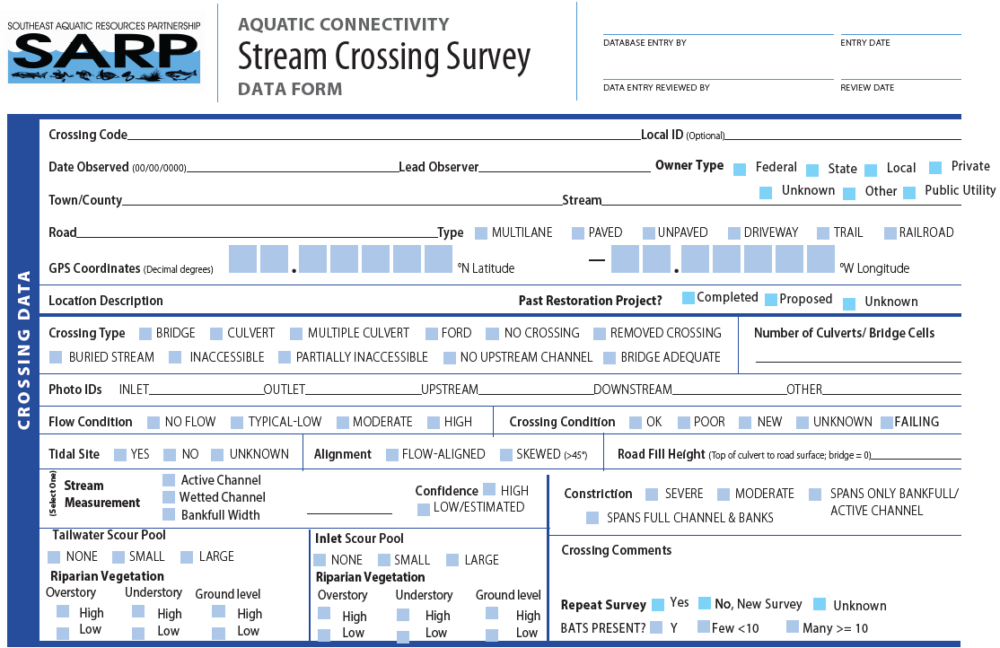 SOUTHEAST AQUATIC RESOURCES PARTNERSHIP
SARP
AQUATIC CONNECTIVITY
Stream Crossing Survey
DATA FORM
DATABASE ENTRY BY ENTRY DATE
DATA ENTRY REVIEWED BY REVIEW DATE
CROSSING DATA
Crossing Code Local ID (Optional)
Date Observed (00/00/0000) Lead Observer Owner Type Federal State Local Private
Unknown Other Public Utility
Town/County Stream
Road Type MULTILANE PAVED UNPAVED DRIVEWAY TRAIL RAILROAD
GPS Coordinates (Decimal degrees) . °N Latitude — . °W Longitude
Location Description Past Restoration Project? Completed Proposed Unknown
Crossing Type BRIDGE CULVERT MULTIPLE CULVERT FORD NO CROSSING REMOVED CROSSING Number of Culverts/ Bridge Cells
BURIED STREAM INACCESSIBLE PARTIALLY INACCESSIBLE NO UPSTREAM CHANNEL BRIDGE ADEQUATE
Photo IDs INLET OUTLET UPSTREAM DOWNSTREAM OTHER
Flow Condition NO FLOW TYPICAL-LOW MODERATE HIGH Crossing Condition OK POOR NEW UNKNOWN FAILING
Tidal Site YES NO UNKNOWN Alignment FLOW-ALIGNED SKEWED (>45°) Road Fill Height (Top of culvert to road surface; bridge = 0)
(Select One)
Stream
Measurement
Active Channel
Wetted Channel
Bankfull Width
Confidence HIGH
LOW/ESTIMATED
Constriction SEVERE MODERATE SPANS ONLY BANKFULL/
ACTIVE CHANNEL
SPANS FULL CHANNEL & BANKS
Tailwater Scour Pool
NONE SMALL LARGE
Riparian Vegetation
Overstory Understory Ground level
High High High
Low Low Low
Inlet Scour Pool
NONE SMALL LARGE
Riparian Vegetation
Overstory Understory Ground level
High High High
Low Low Low
Crossing Comments
Repeat Survey Yes No, New Survey Unknown
BATS PRESENT? Y Few <10 Many >= 10